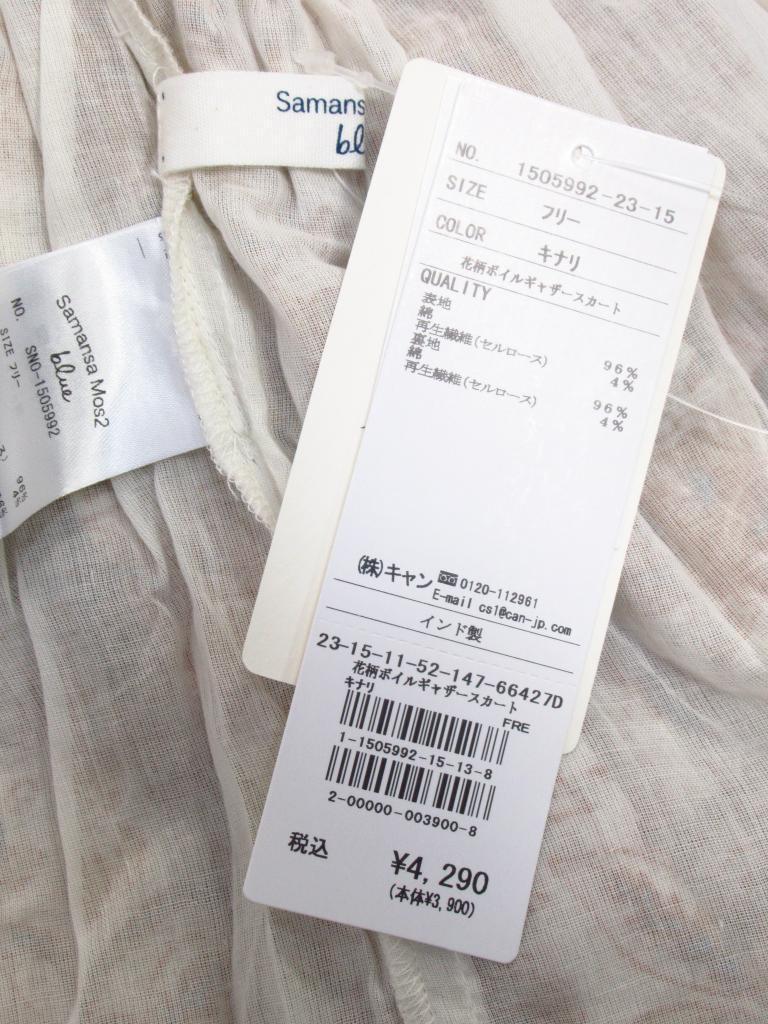 Samans
bl
Samansa Mos2
blue
NO. SNO-1505992
SIZE フリー
96%
4%
NO. 1505992-23-15
SIZE フリー
COLOR キナリ
花柄ボイルギャザースカート
QUALITY
表地
綿 96%
再生繊維(セルロース) 4%
裏地
綿 96%
再生繊維(セルロース) 4%
(株)キャン 0120-112961
E-mail cs1@can-jp.com
インド製
23-15-11-52-147-66427D
花柄ボイルギャザースカート
キナリ
FRE
1-1505992-15-13-8
2-00000-003900-8
税込 ¥4,290
(本体¥3,900)